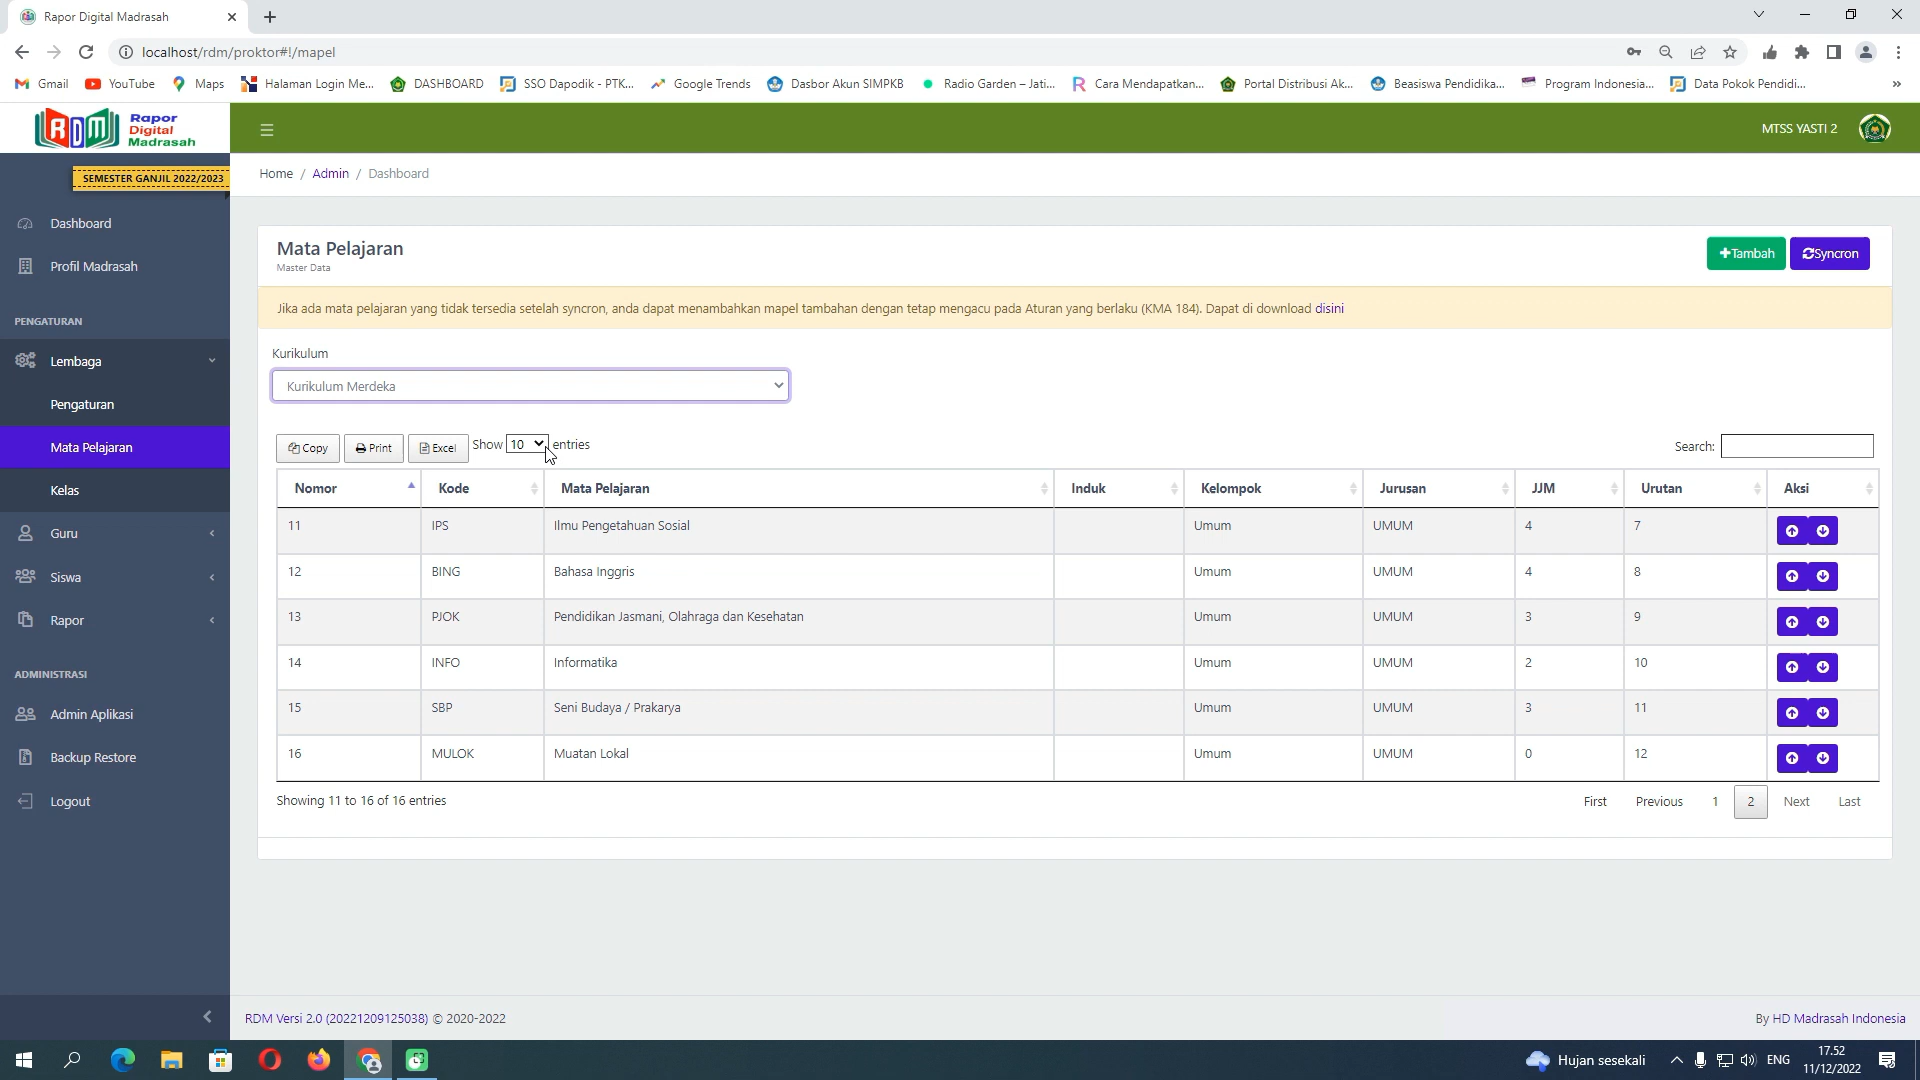 Rapor Digital Madrasah
localhost/rdm/proktor#!/mapel
Gmail YouTube Maps Halaman Login Me... DASHBOARD SSO Dapodik - PTK... Google Trends Dasbor Akun SIMPKB Radio Garden – Jati... Cara Mendapatkan... Portal Distribusi Ak... Beasiswa Pendidika... Program Indonesia... Data Pokok Pendidi... »
RDM Rapor Digital Madrasah
MTSS YASTI 2
SEMESTER GANJIL 2022/2023
Home / Admin / Dashboard
Dashboard
Profil Madrasah
PENGATURAN
Lembaga
Pengaturan
Mata Pelajaran
Kelas
Guru
Siswa
Rapor
ADMINISTRASI
Admin Aplikasi
Backup Restore
Logout
Mata Pelajaran
Master Data
Tambah Syncron
Jika ada mata pelajaran yang tidak tersedia setelah syncron, anda dapat menambahkan mapel tambahan dengan tetap mengacu pada Aturan yang berlaku (KMA 184). Dapat di download disini
Kurikulum
Kurikulum Merdeka
Copy Print Excel Show 10 entries Search:
Nomor Kode Mata Pelajaran Induk Kelompok Jurusan JJM Urutan Aksi
11 IPS Ilmu Pengetahuan Sosial Umum UMUM 4 7
12 BING Bahasa Inggris Umum UMUM 4 8
13 PJOK Pendidikan Jasmani, Olahraga dan Kesehatan Umum UMUM 3 9
14 INFO Informatika Umum UMUM 2 10
15 SBP Seni Budaya / Prakarya Umum UMUM 3 11
16 MULOK Muatan Lokal Umum UMUM 0 12
Showing 11 to 16 of 16 entries First Previous 1 2 Next Last
RDM Versi 2.0 (20221209125038) © 2020-2022 By HD Madrasah Indonesia
Hujan sesekali ENG 17.52
11/12/2022